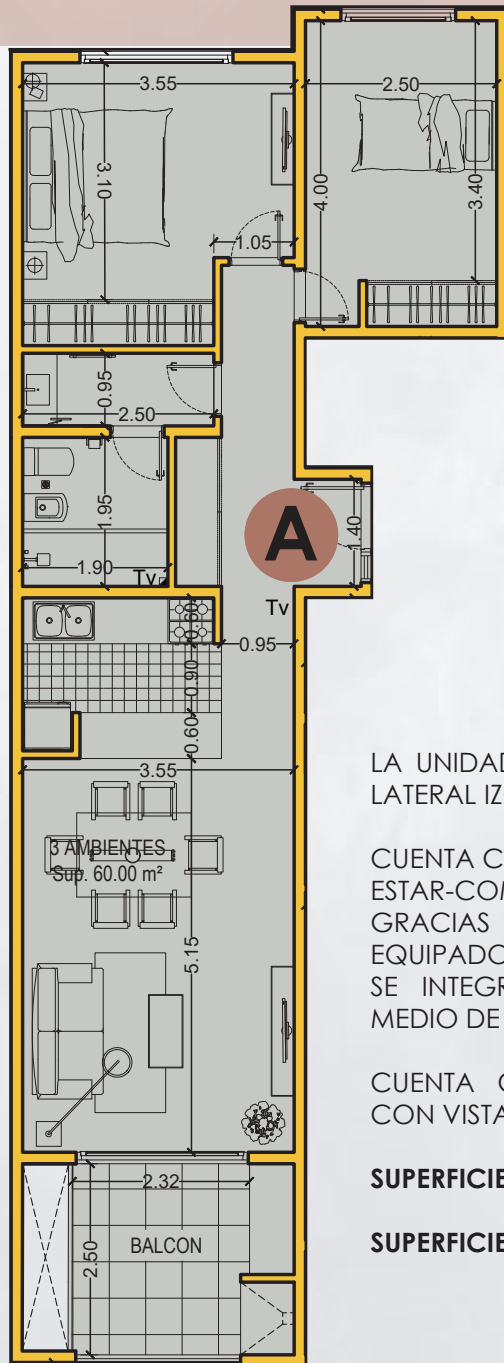 3.55
2.50
3.10
4.00
3.40
1.05
0.95
2.50
1.95
1.90
Tv
A
1.40
Tv
0.60
0.95
0.90
0.60
3.55
3 AMBIENTES
Sup. 60.00 m²
5.15
2.32
2.50
BALCON
LA UNIDAD
LATERAL IZ
CUENTA C
ESTAR-COM
GRACIAS
EQUIPADO
SE INTEGR
MEDIO DE
CUENTA C
CON VISTA
SUPERFICIE
SUPERFICIE